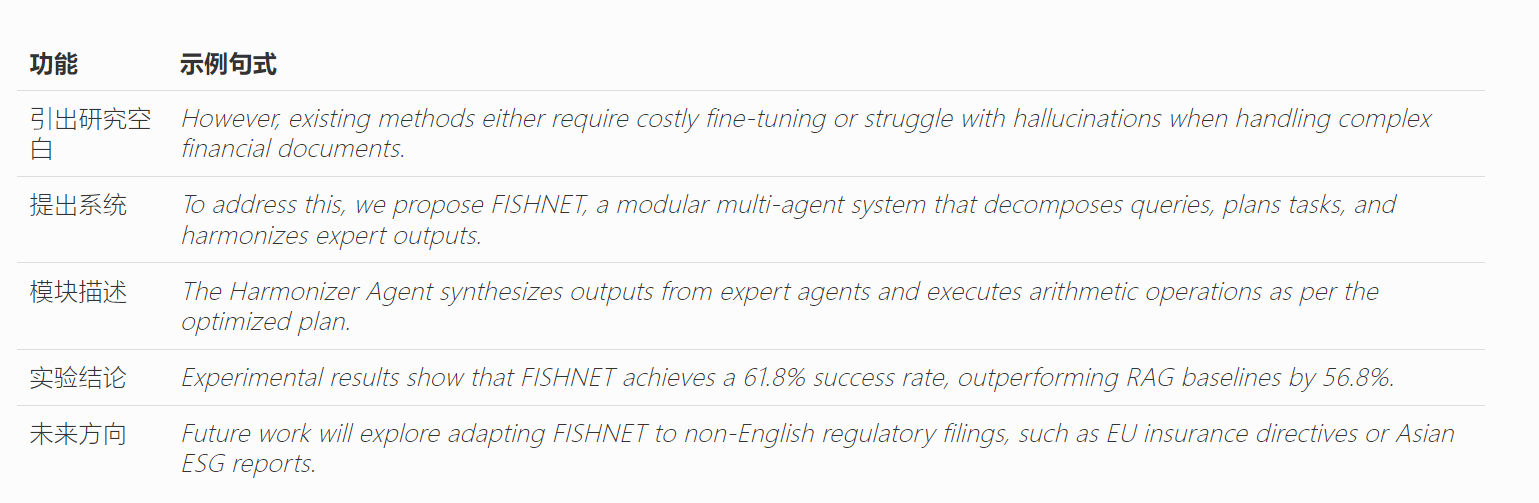 功能 示例句式
引出研究空
白
However, existing methods either require costly fine-tuning or struggle with hallucinations when handling complex
financial documents.
提出系统
To address this, we propose FISHNET, a modular multi-agent system that decomposes queries, plans tasks, and
harmonizes expert outputs.
模块描述
The Harmonizer Agent synthesizes outputs from expert agents and executes arithmetic operations as per the
optimized plan.
实验结论
Experimental results show that FISHNET achieves a 61.8% success rate, outperforming RAG baselines by 56.8%.
未来方向
Future work will explore adapting FISHNET to non-English regulatory filings, such as EU insurance directives or Asian
ESG reports.